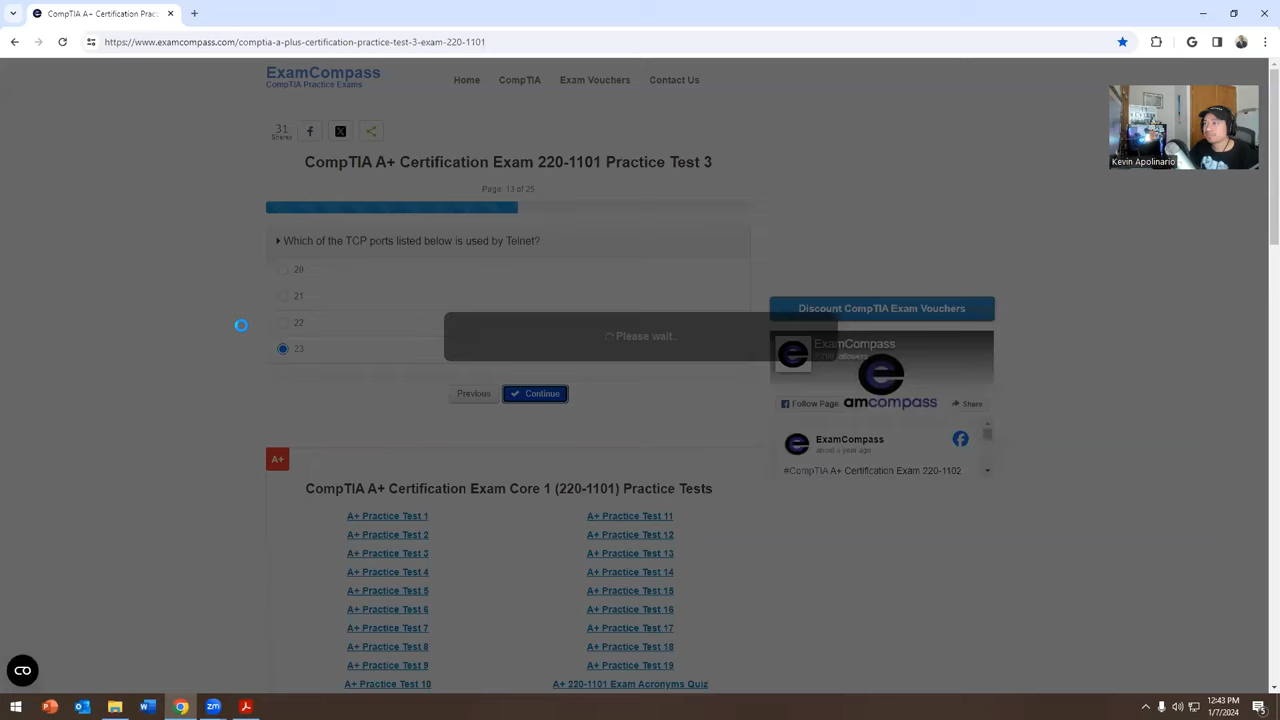 CompTIA A+ Certification Prac
https://www.examcompass.com/comptia-a-plus-certification-practice-test-3-exam-220-1101
ExamCompass
CompTIA Practice Exams
Home
CompTIA
Exam Vouchers
Contact Us
31
Shares
Kevin Apolinario
CompTIA A+ Certification Exam 220-1101 Practice Test 3
Page: 13 of 25
Which of the TCP ports listed below is used by Telnet?
20
21
22
23
Please wait..
Previous
Continue
Discount CompTIA Exam Vouchers
ExamCompass
followers
Follow Page
amcompass
Share
ExamCompass
about a year ago
#CompTIA A+ Certification Exam 220-1102
A+
CompTIA A+ Certification Exam Core 1 (220-1101) Practice Tests
A+ Practice Test 1
A+ Practice Test 11
A+ Practice Test 2
A+ Practice Test 12
A+ Practice Test 3
A+ Practice Test 13
A+ Practice Test 4
A+ Practice Test 14
A+ Practice Test 5
A+ Practice Test 15
A+ Practice Test 6
A+ Practice Test 16
A+ Practice Test 7
A+ Practice Test 17
A+ Practice Test 8
A+ Practice Test 18
A+ Practice Test 9
A+ Practice Test 19
A+ Practice Test 10
A+ 220-1101 Exam Acronyms Quiz
12:43 PM
1/7/2024